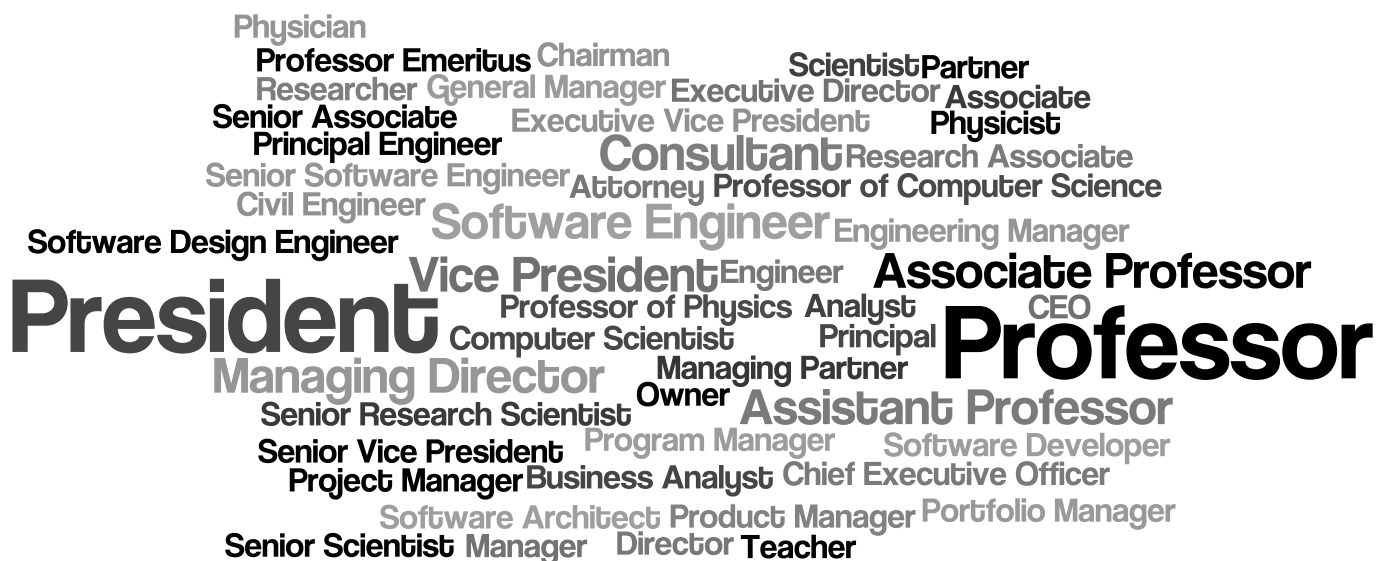 Physician
Professor Emeritus Chairman
Scientist Partner
Researcher General Manager Executive Director Associate
Senior Associate Executive Vice President Physicist
Principal Engineer Consultant Research Associate
Senior Software Engineer Attorney Professor of Computer Science
Civil Engineer Software Engineer Engineering Manager
Software Design Engineer
Vice President Engineer Associate Professor
President Professor of Physics Analyst CEO
Computer Scientist Principal Professor
Managing Director Managing Partner
Owner Assistant Professor
Senior Research Scientist
Senior Vice President Program Manager Software Developer
Project Manager Business Analyst Chief Executive Officer
Software Architect Product Manager Portfolio Manager
Senior Scientist Manager Director Teacher